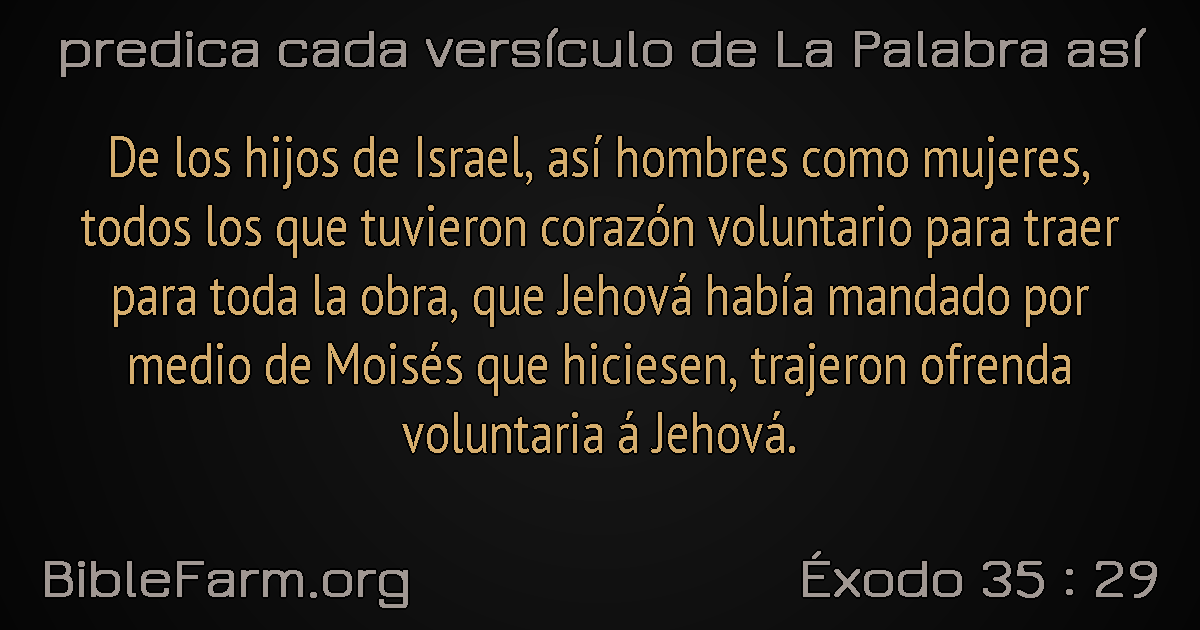 predica cada versículo de La Palabra así
De los hijos de Israel, así hombres como mujeres,
todos los que tuvieron corazón voluntario para traer
para toda la obra, que Jehová había mandado por
medio de Moisés que hiciesen, trajeron ofrenda
voluntaria á Jehová.
BibleFarm.org
Éxodo 35 : 29